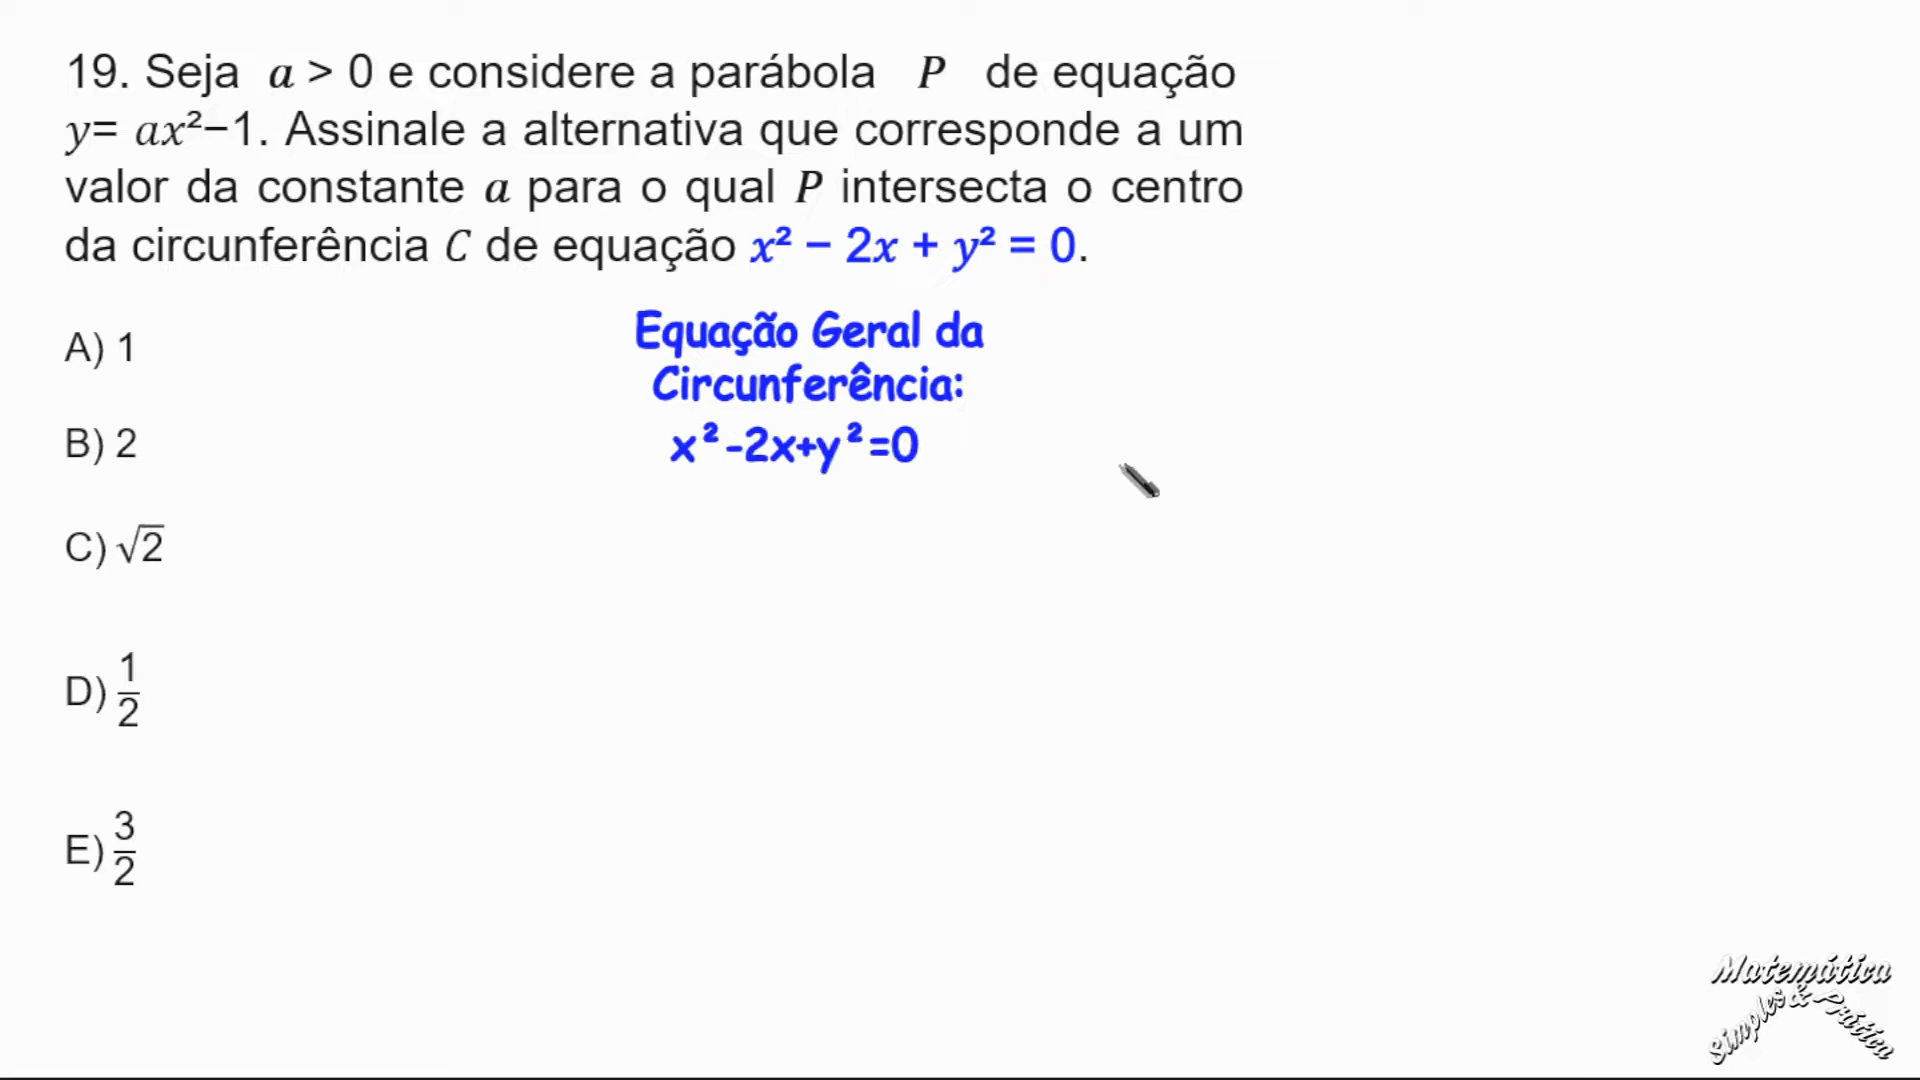 19. Seja a > 0 e considere a parábola P de equação
y= ax²−1. Assinale a alternativa que corresponde a um
valor da constante a para o qual P intersecta o centro
da circunferência C de equação x² − 2x + y² = 0.
Equação Geral da
Circunferência:
x²-2x+y²=0
A) 1
B) 2
C) √2
D) 1/2
E) 3/2
Matemática
Simples & Prática